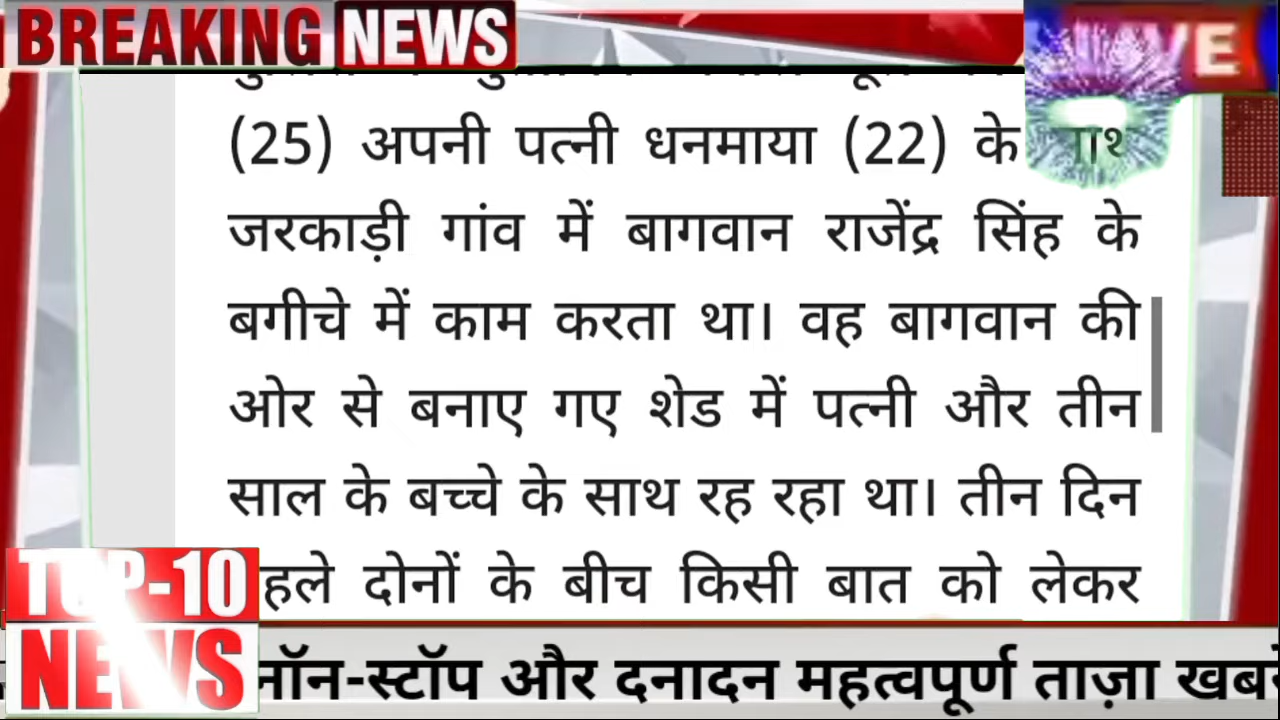 BREAKING NEWS
(25) अपनी पत्नी धनमाया (22) के
जरकाड़ी गांव में बागवान राजेंद्र सिंह के
बगीचे में काम करता था। वह बागवान की
ओर से बनाए गए शेड में पत्नी और तीन
साल के बच्चे के साथ रह रहा था। तीन दिन
हले दोनों के बीच किसी बात को लेकर
TOP-10
NEWS
नॉन-स्टॉप और दनादन महत्वपूर्ण ताज़ा